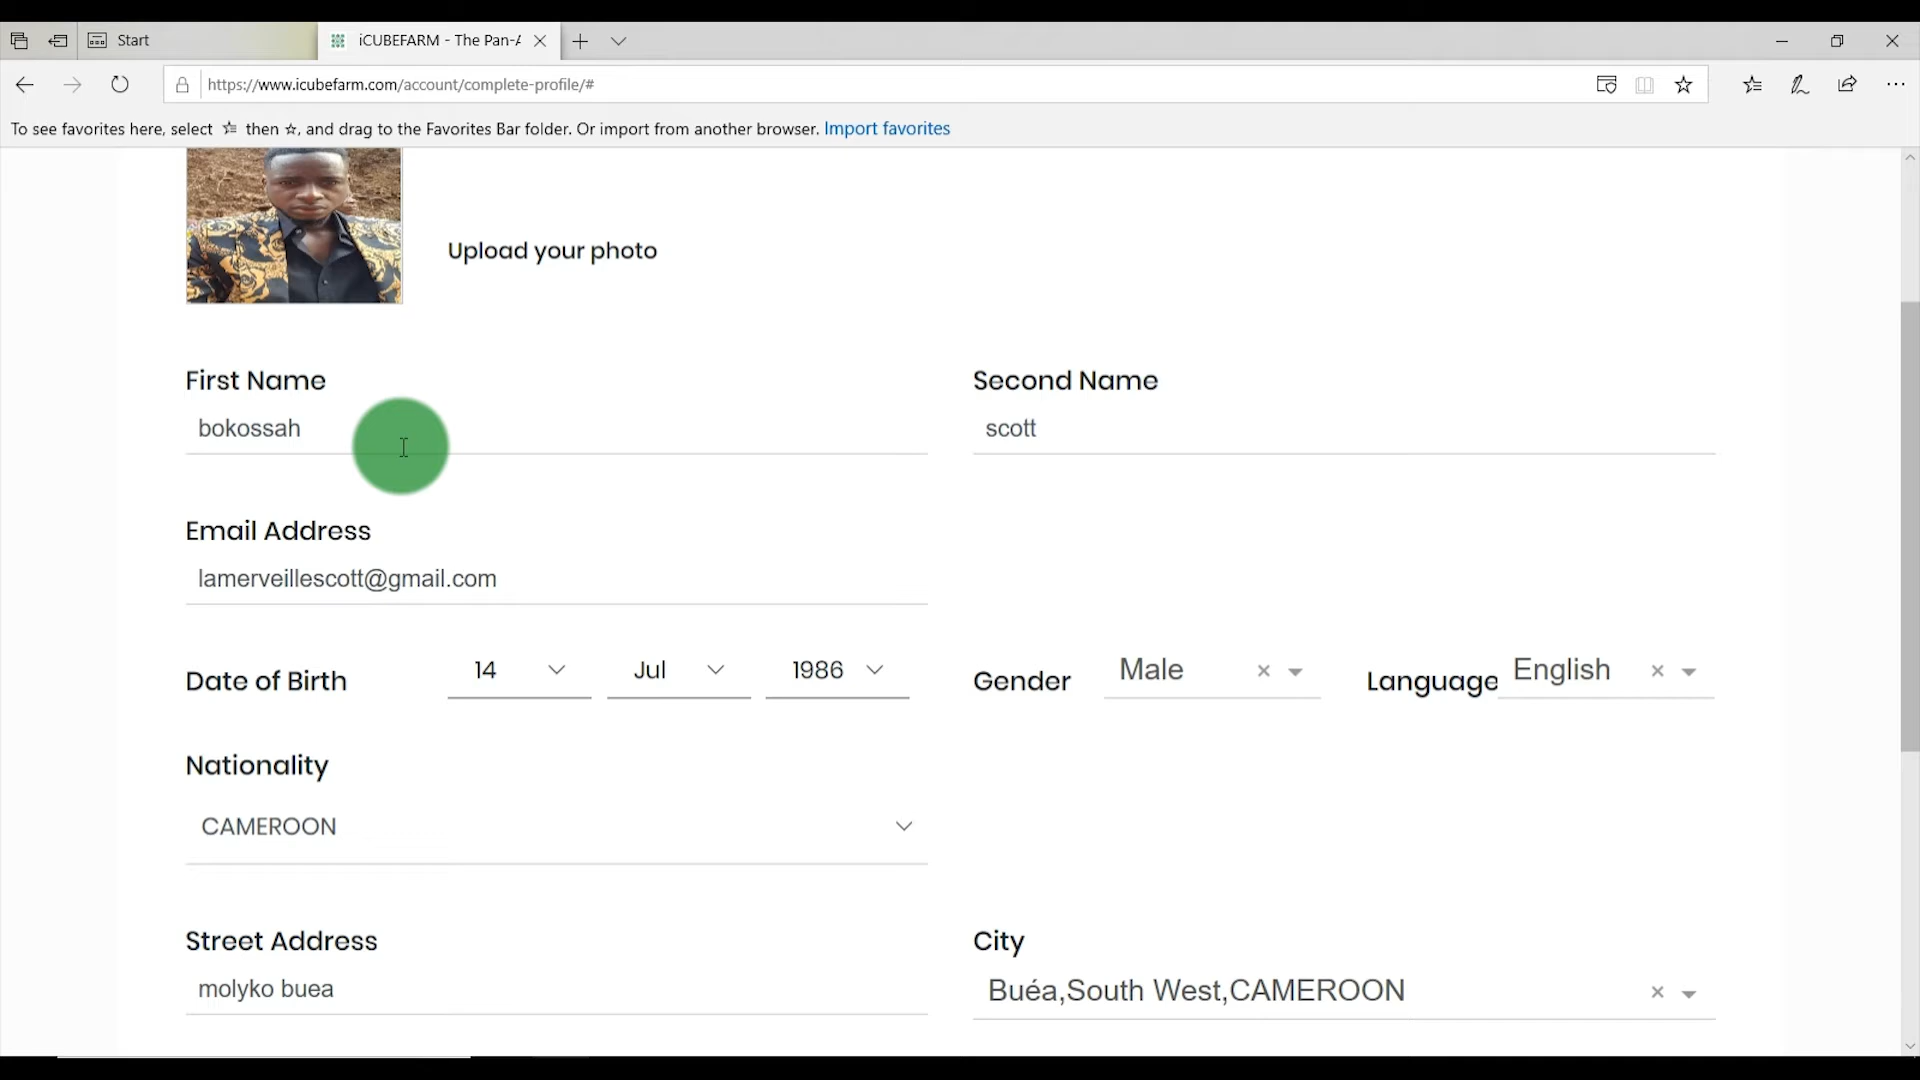 Start
iCUBEFARM - The Pan-A
https://www.icubefarm.com/account/complete-profile/#
To see favorites here, select then , and drag to the Favorites Bar folder. Or import from another browser. Import favorites
Upload your photo
First Name
Second Name
bokossah
scott
Email Address
lamerveillescott@gmail.com
Date of Birth 14 Jul 1986 Gender Male × Language English ×
Nationality
CAMEROON
Street Address
City
molyko buea
Buéa,South West,CAMEROON ×